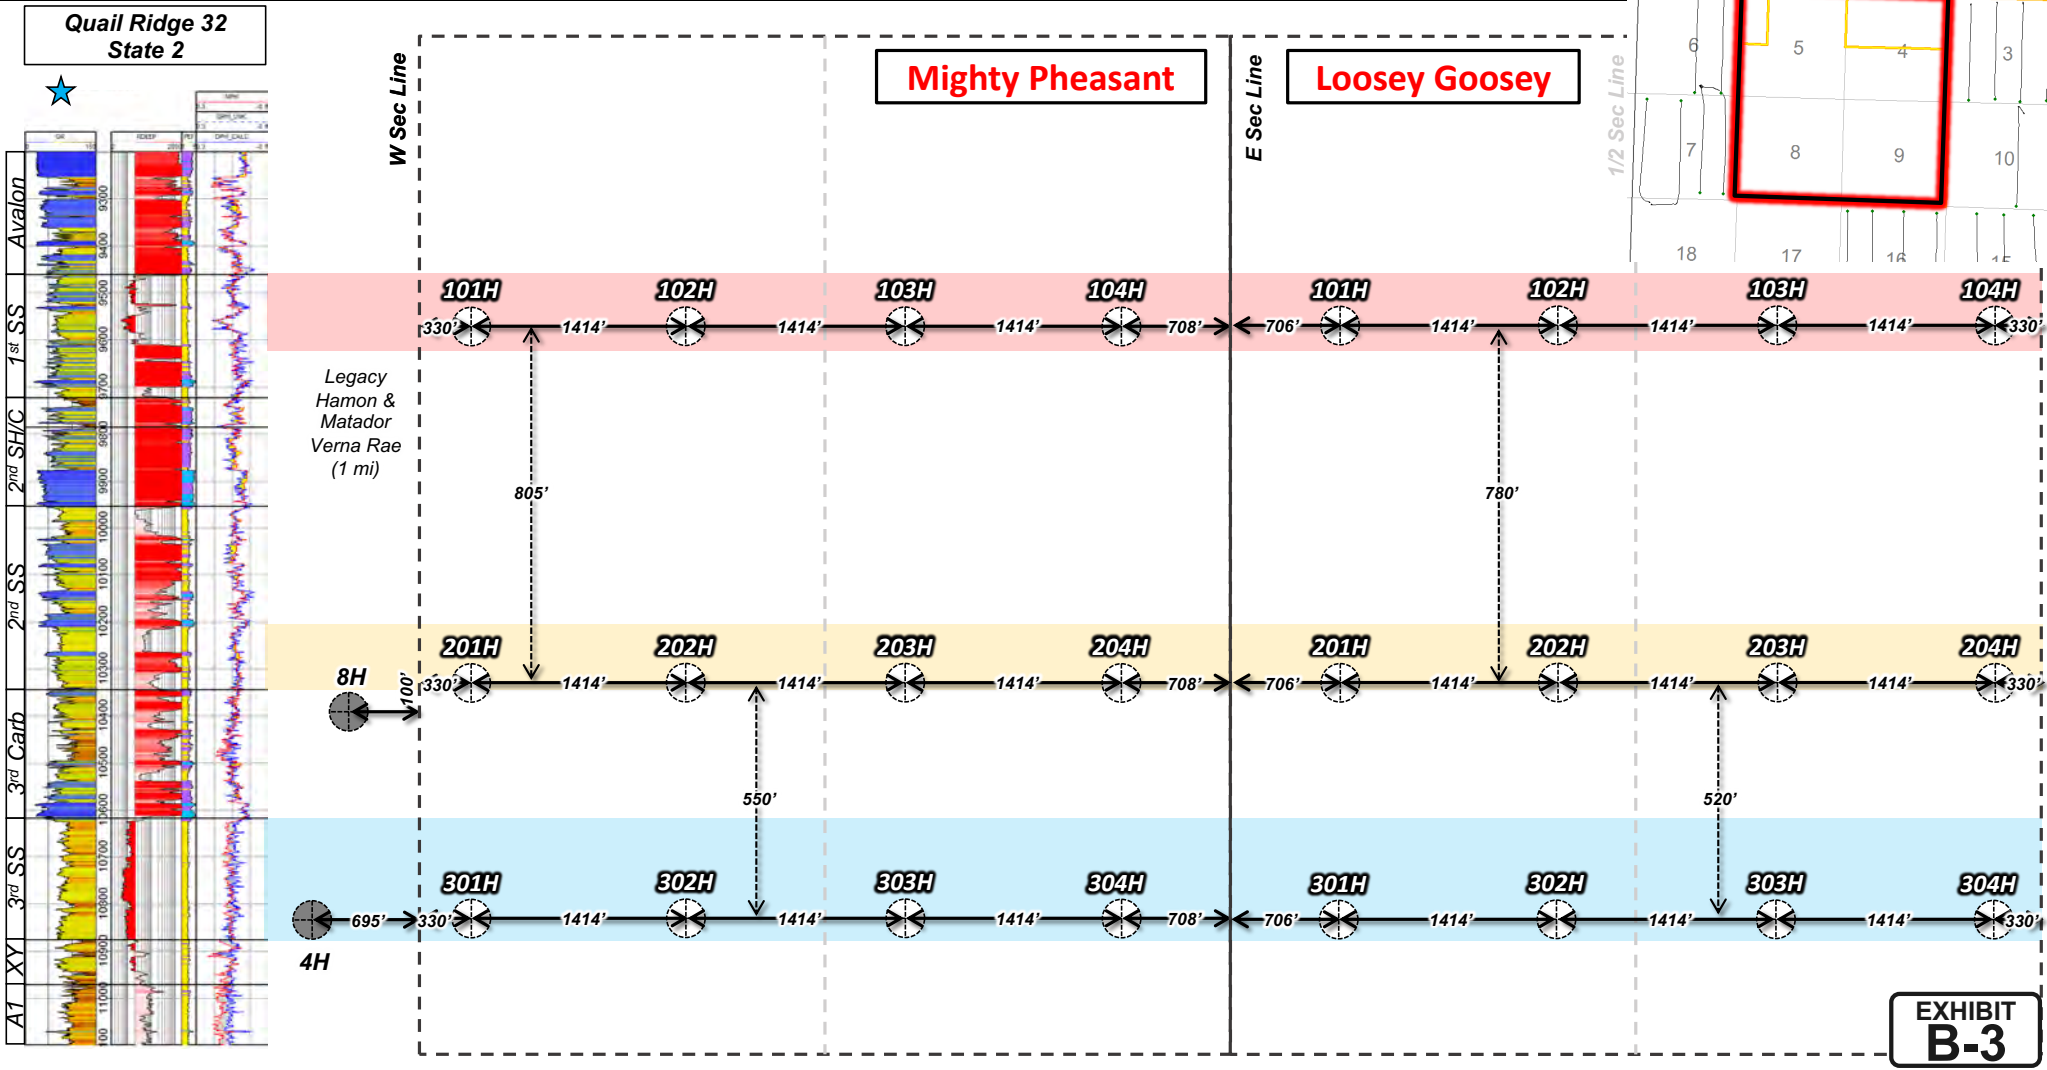 Quail Ridge 32
State 2
W Sec Line
Mighty Pheasant
E Sec Line
Loosey Goosey
1/2 Sec Line
6
5
4
3
7
8
9
10
18
17
16
15
GR
RDEEP
Avalon
1st SS
2nd SH/C
2nd SS
3rd Carb
3rd SS
XY
A1
9300
9400
9500
9600
9700
9800
9900
10000
10100
10200
10300
10400
10500
10600
10700
10800
10900
11000
101H
102H
103H
104H
101H
102H
103H
104H
330'
1414'
1414'
1414'
708'
706'
1414'
1414'
1414'
330'
Legacy
Hamon &
Matador
Verna Rae
(1 mi)
805'
780'
201H
202H
203H
204H
201H
202H
203H
204H
8H
100'
330'
1414'
1414'
1414'
708'
706'
1414'
1414'
1414'
330'
550'
520'
301H
302H
303H
304H
301H
302H
303H
304H
695'
330'
1414'
1414'
1414'
708'
706'
1414'
1414'
1414'
330'
4H
EXHIBIT
B-3